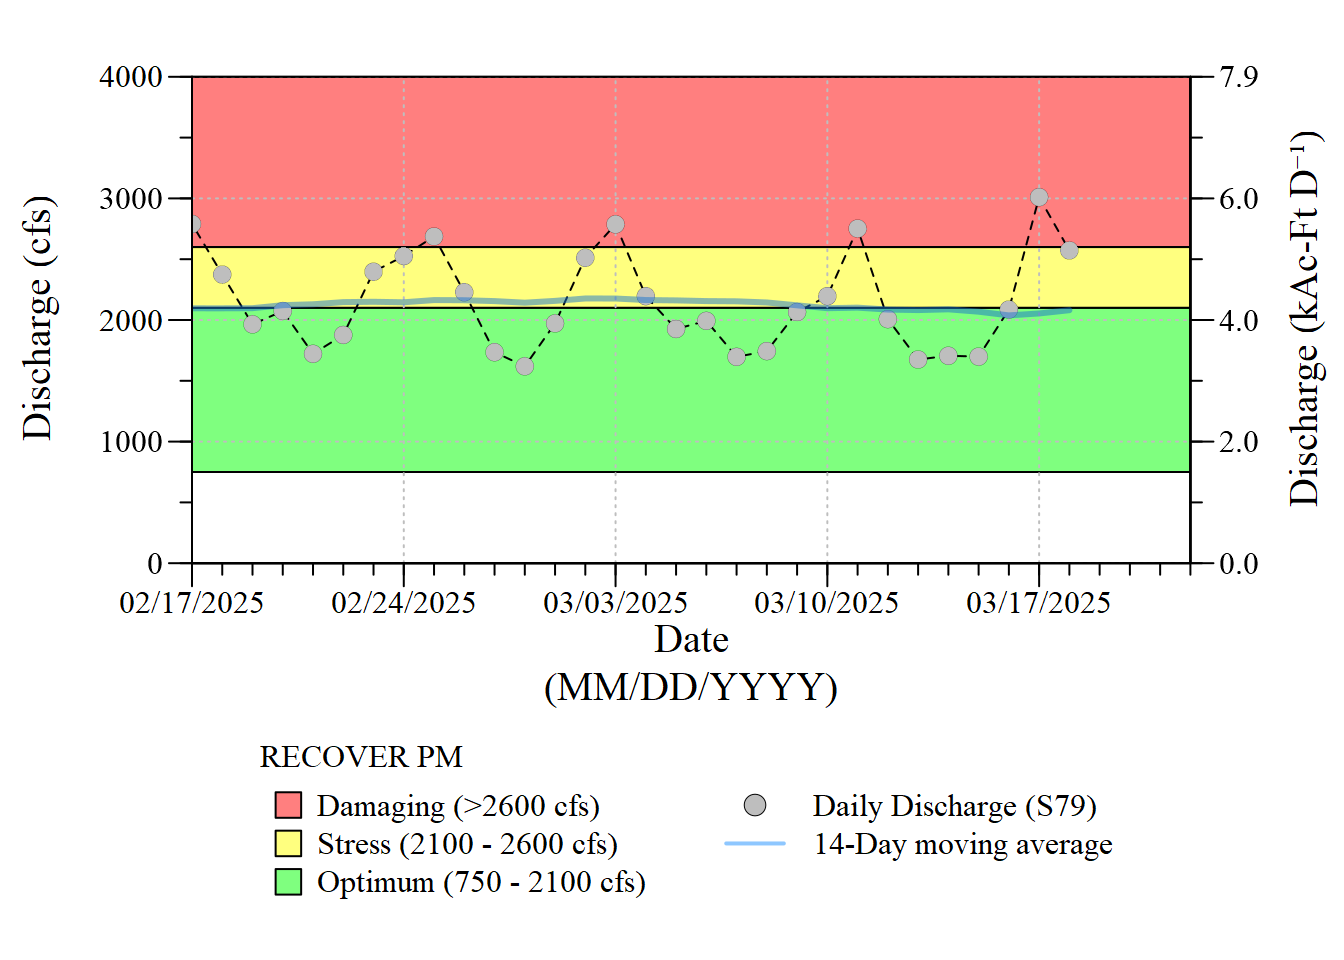 4000
3000
2000
1000
0
Discharge (cfs)
7.9
6.0
4.0
2.0
0.0
Discharge (kAc-Ft D⁻¹)
02/17/2025 02/24/2025 03/03/2025 03/10/2025 03/17/2025
Date
(MM/DD/YYYY)
RECOVER PM
Damaging (>2600 cfs)
Stress (2100 - 2600 cfs)
Optimum (750 - 2100 cfs)
Daily Discharge (S79)
14-Day moving average